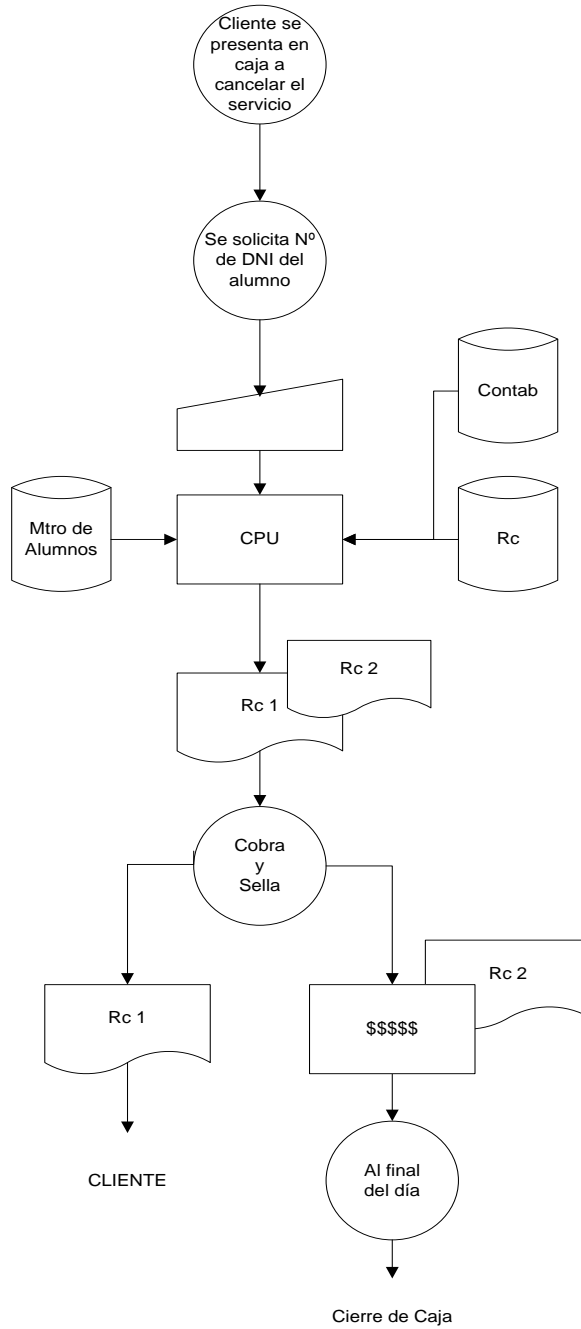 Cliente se
presenta en
caja a
cancelar el
servicio
Se solicita Nº
de DNI del
alumno
Contab
Mtro de
Alumnos
CPU
Rc
Rc 2
Rc 1
Cobra
y
Sella
Rc 1
Rc 2
$$$$$
CLIENTE
Al final
del día
Cierre de Caja